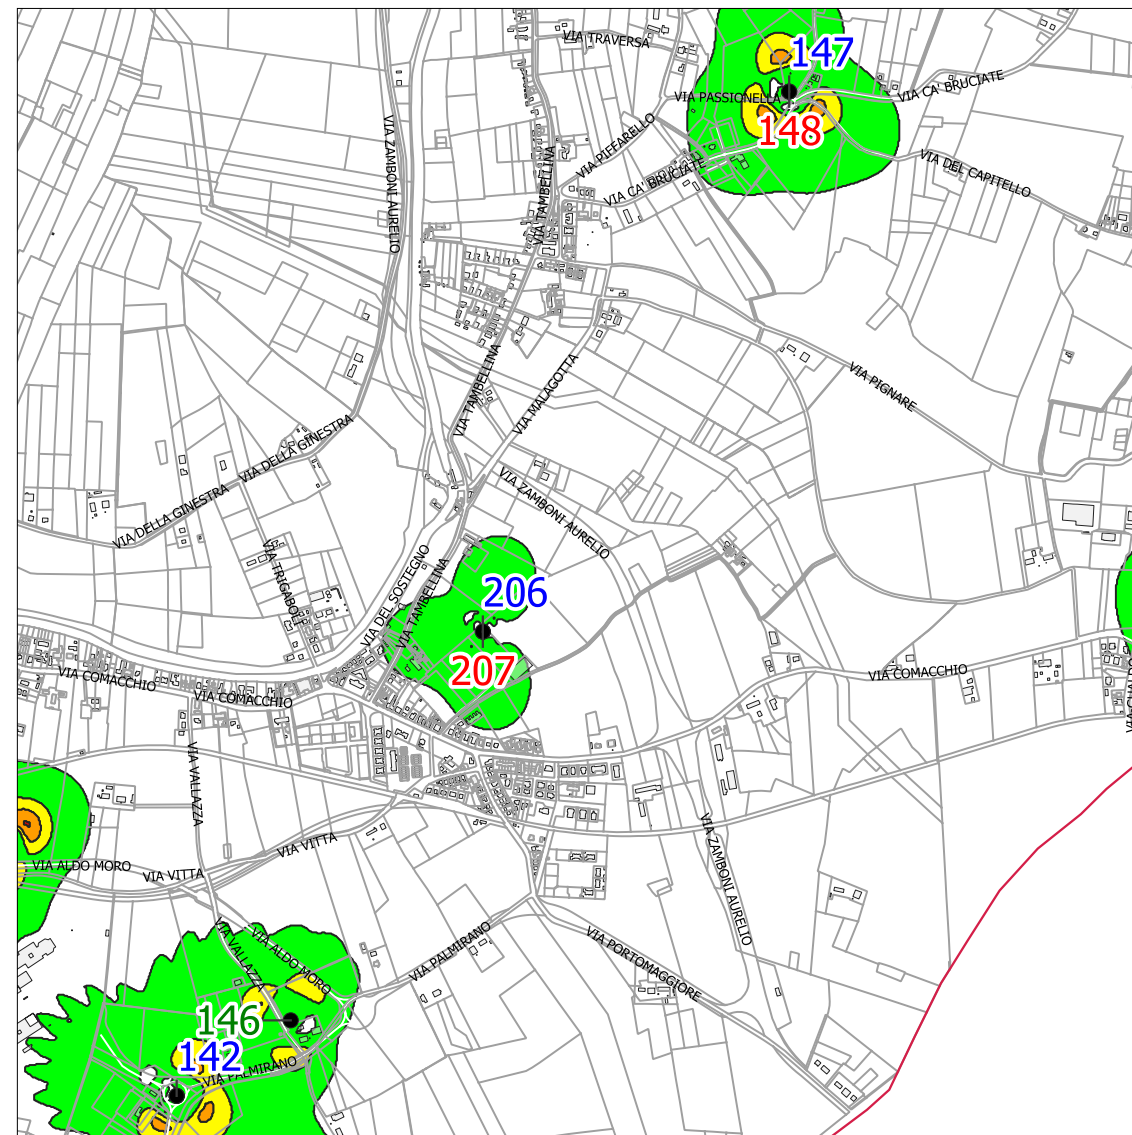 VIA TRAVERSA
147
VIA CA' BRUCIATE
VIA PASSIONELLA
148
VIA ZAMBONI AURELIO
VIA PIFFARELLO
VIA TAMBELLINA
VIA CA' BRUCIATE
VIA DEL CAPITELLO
VIA TAMBELLINA
VIA MALAGOTTA
VIA PIGNARE
VIA DELLA GINESTRA
VIA DELLA GINESTRA
VIA ZAMBONI AURELIO
VIA TRIGABOLI
VIA DEL SOSTEGNO
VIA TAMBELLINA
206
207
VIA COMACCHIO
VIA COMACCHIO
VIA COMACCHIO
VIA VALLAZZA
VIA VITTA
VIA ALDO MORO
VIA VITTA
VIA ZAMBONI AURELIO
VIA VALLAZZA
VIA ALDO MORO
VIA PALMIRANO
VIA PORTOMAGGIORE
146
142
VIA PALMIRANO